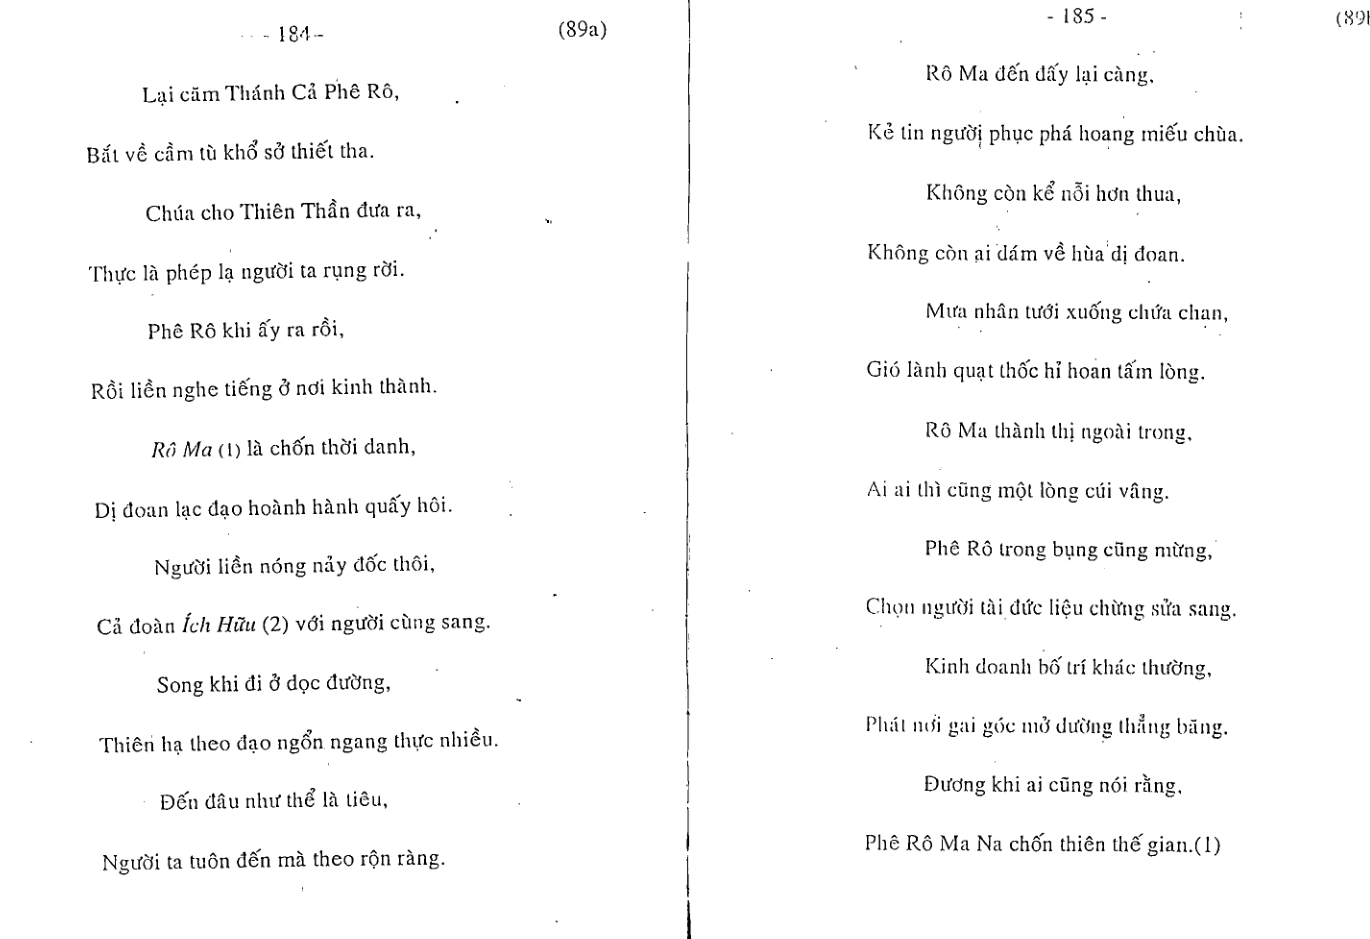 - 184 - (89a)
Lại căm Thánh Cả Phê Rô,
Bắt về cầm tù khổ sở thiết tha.
Chúa cho Thiên Thần đưa ra,
Thực là phép lạ người ta rụng rời.
Phê Rô khi ấy ra rồi,
Rồi liền nghe tiếng ở nơi kinh thành.
Rô Ma (1) là chốn thời danh,
Dị đoan lạc đạo hoành hành quấy hôi.
Người liền nóng nảy đốc thôi,
Cả đoàn Ích Hữu (2) với người cùng sang.
Song khi đi ở dọc đường,
Thiên hạ theo đạo ngổn ngang thực nhiều.
Đến đâu như thể là tiêu,
Người ta tuôn đến mà theo rộn ràng.
- 185 - (89
Rô Ma đến đấy lại càng,
Kẻ tin người phục phá hoang miếu chùa.
Không còn kể nỗi hơn thua,
Không còn ai dám về hùa dị đoan.
Mưa nhân tưới xuống chứa chan,
Gió lành quạt thốc hỉ hoan tấm lòng.
Rô Ma thành thị ngoài trong,
Ai ai thì cũng một lòng cúi vâng.
Phê Rô trong bụng cũng mừng,
Chọn người tài đức liệu chừng sửa sang.
Kinh doanh bố trí khác thường,
Phát nơi gai góc mở đường thẳng băng.
Đương khi ai cũng nói rằng,
Phê Rô Ma Na chốn thiên thế gian.(1)